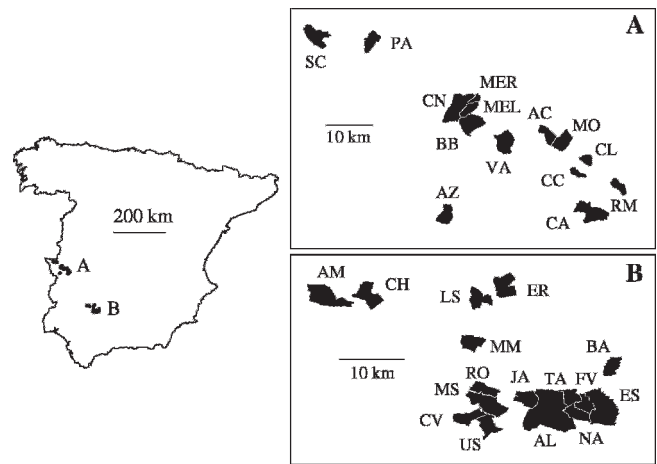 200 km
A
B
A
SC
PA
CN
MER
MEL
BB
VA
AC
MO
CL
CC
RM
CA
AZ
10 km
B
AM
CH
LS
ER
MM
10 km
BA
RO
JA
TA
FV
ES
MS
CV
US
AL
NA